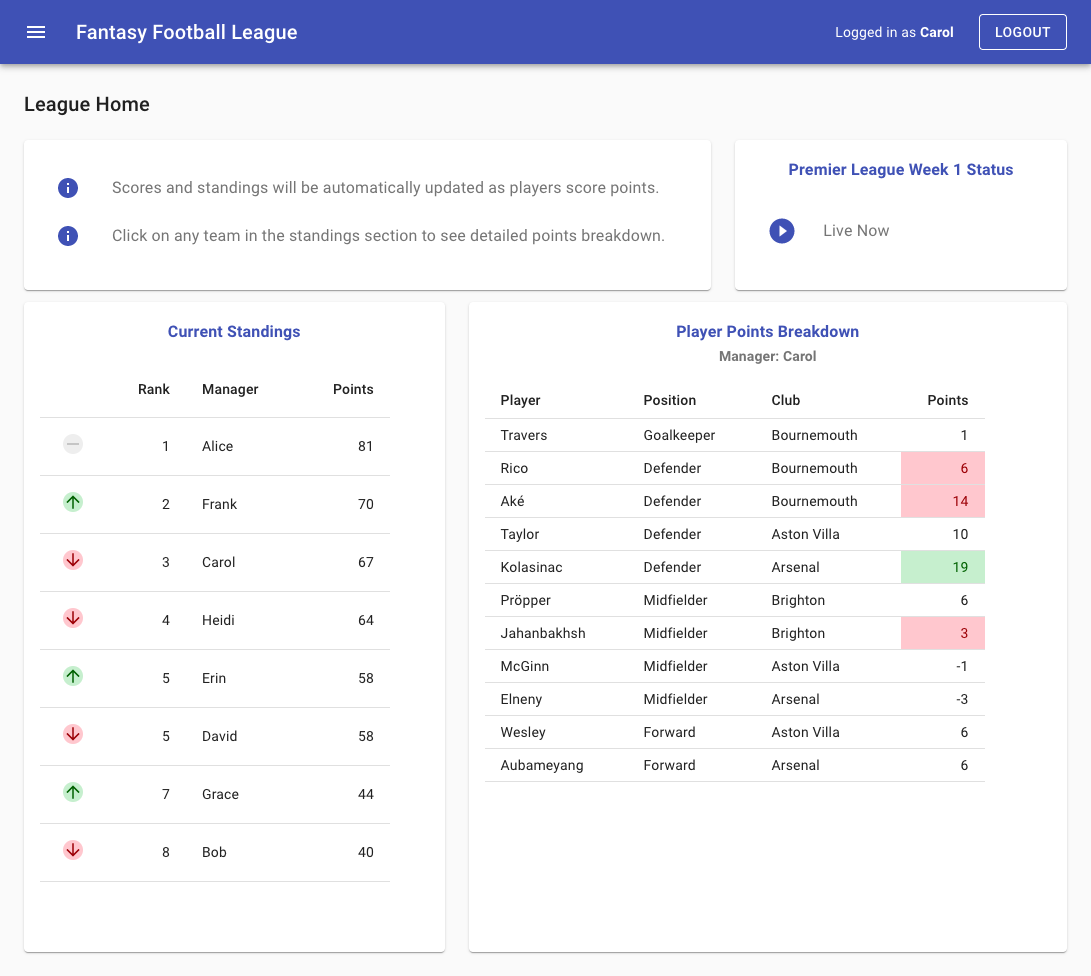 Fantasy Football League
Logged in as Carol
LOGOUT
League Home
Scores and standings will be automatically updated as players score points.
Click on any team in the standings section to see detailed points breakdown.
Premier League Week 1 Status
Live Now
Current Standings
Rank Manager Points
1 Alice 81
2 Frank 70
3 Carol 67
4 Heidi 64
5 Erin 58
5 David 58
7 Grace 44
8 Bob 40
Player Points Breakdown
Manager: Carol
Player Position Club Points
Travers Goalkeeper Bournemouth 1
Rico Defender Bournemouth 6
Aké Defender Bournemouth 14
Taylor Defender Aston Villa 10
Kolasinac Defender Arsenal 19
Pröpper Midfielder Brighton 6
Jahanbakhsh Midfielder Brighton 3
McGinn Midfielder Aston Villa -1
Elneny Midfielder Arsenal -3
Wesley Forward Aston Villa 6
Aubameyang Forward Arsenal 6